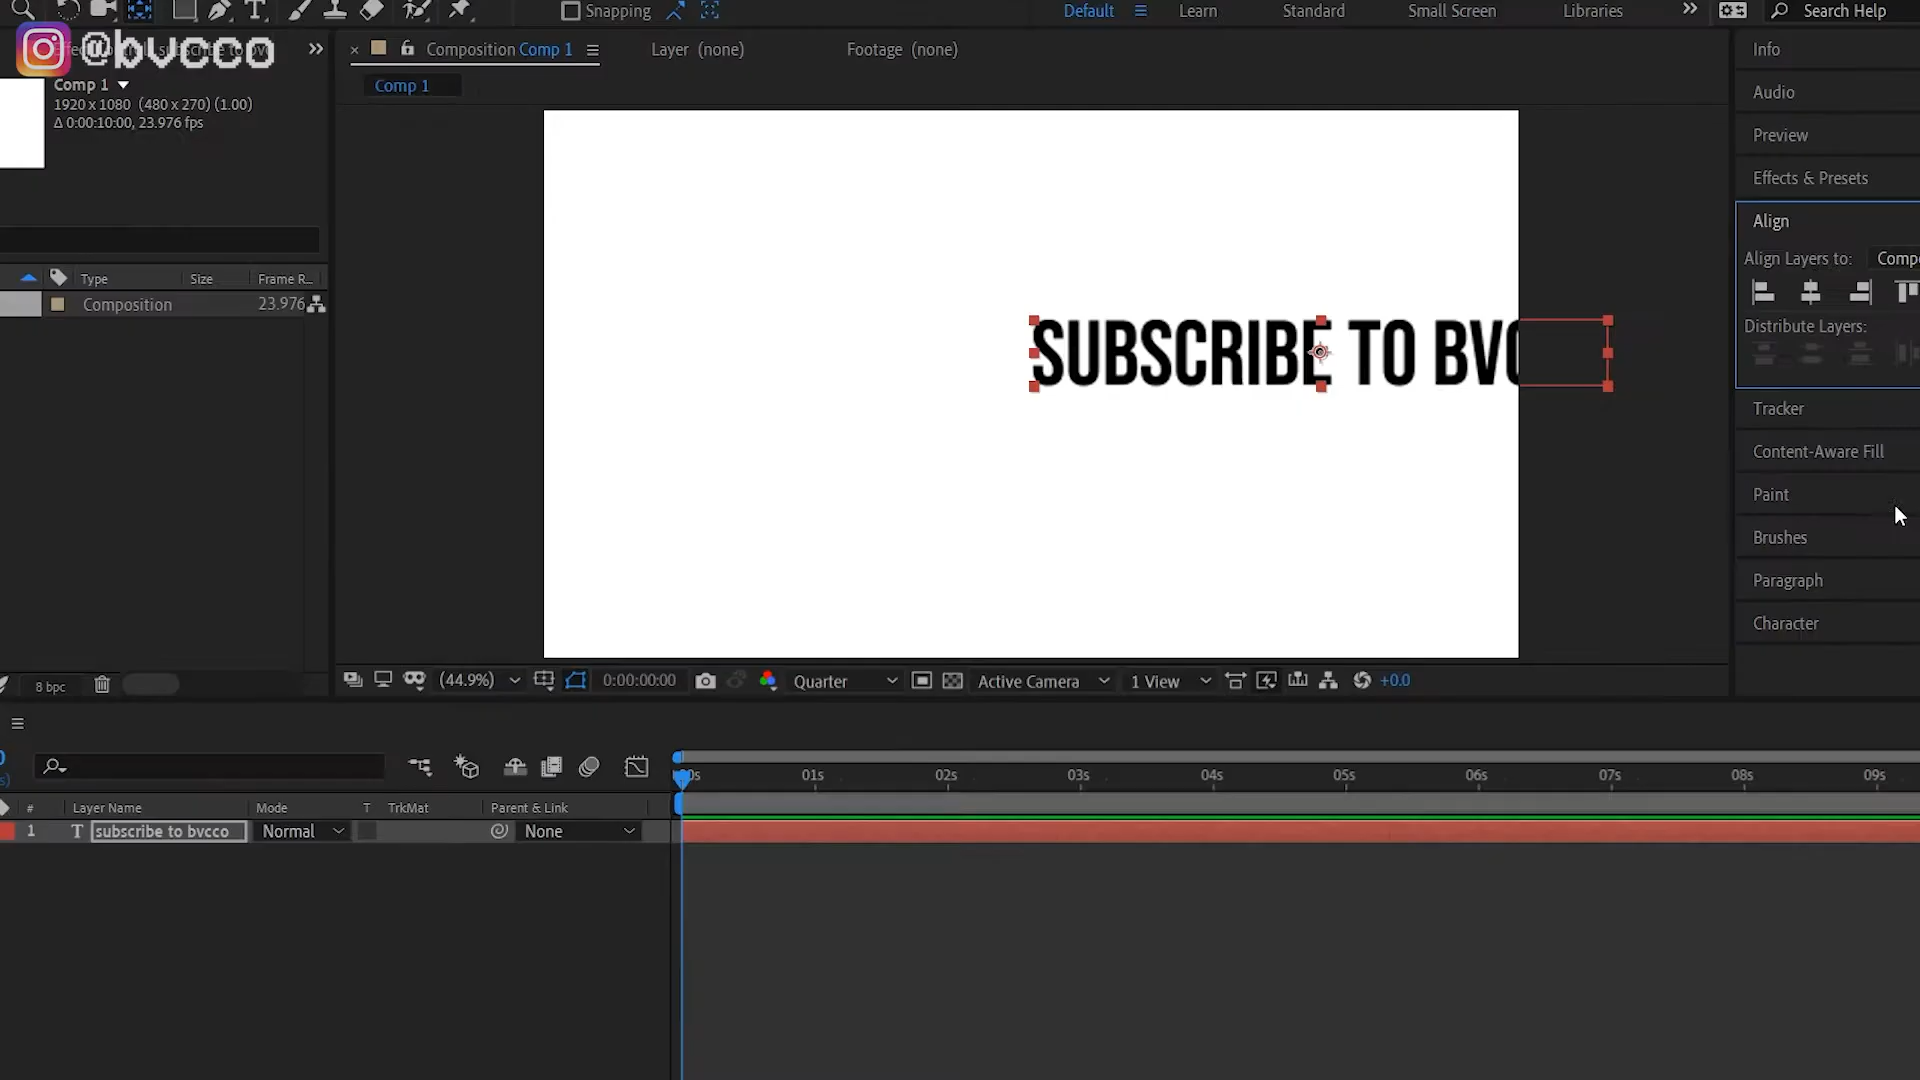 Snapping
Default
Learn
Standard
Small Screen
Libraries
Search Help
@bvcco
Composition Comp 1
Layer (none)
Footage (none)
Info
Comp 1
1920 x 1080 (480 x 270) (1.00)
Δ 0:00:10:00, 23.976 fps
Comp 1
Audio
Preview
Effects & Presets
Align
Align Layers to:
Comp
Distribute Layers:
Type
Size
Frame R...
Composition
23.976
SUBSCRIBE TO BVC
Tracker
Content-Aware Fill
Paint
Brushes
Paragraph
Character
8 bpc
(44.9%)
0:00:00:00
Quarter
Active Camera
1 View
+0.0
01s
02s
03s
04s
05s
06s
07s
08s
09s
#
Layer Name
Mode
T
TrkMat
Parent & Link
1
T
subscribe to bvcco
Normal
None